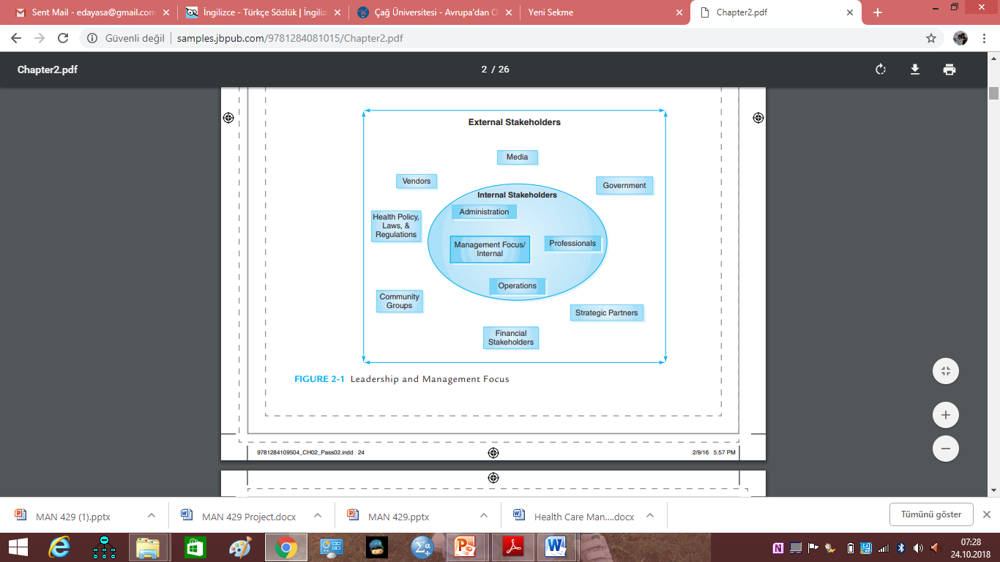 Sent Mail - edayasa@gmail.com
İngilizce - Türkçe Sözlük | İngiliz
Çağ Üniversitesi - Avrupa'dan O
Yeni Sekme
Chapter2.pdf
Güvenli değil
samples.jbpub.com/9781284081015/Chapter2.pdf
Chapter2.pdf
2 / 26
External Stakeholders
Media
Vendors
Government
Internal Stakeholders
Administration
Health Policy,
Laws, &
Regulations
Management Focus/
Internal
Professionals
Operations
Community
Groups
Strategic Partners
Financial
Stakeholders
FIGURE 2-1 Leadership and Management Focus
9781284109504_CH02_Pass02.indd 24
2/9/16 5:57 PM
MAN 429 (1).pptx
MAN 429 Project.docx
MAN 429.pptx
Health Care Man....docx
Tümünü göster
07:28
24.10.2018